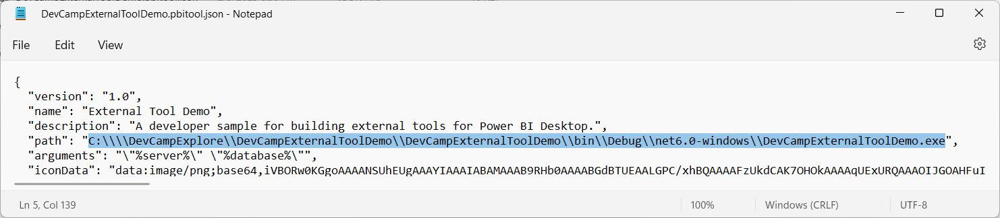 DevCampExternalToolDemo.pbitool.json - Notepad
File Edit View
{
"version": "1.0",
"name": "External Tool Demo",
"description": "A developer sample for building external tools for Power BI Desktop.",
"path": "C:\\\\DevCampExplore\\DevCampExternalToolDemo\\DevCampExternalToolDemo\\bin\\Debug\\net6.0-windows\\DevCampExternalToolDemo.exe",
"arguments": "\"%server%\" \"%database%\"",
"iconData": "data:image/png;base64,iVBORw0KGgoAAAANSUhEUgAAAYIAAAIABAMAAAB9RHb0AAAABGdBTUEAALGPC/xhBQAAAAFzUkdCAK7OHOkAAAAqUExURQAAAOIJGOAHFuI
Ln 5, Col 139 100% Windows (CRLF) UTF-8